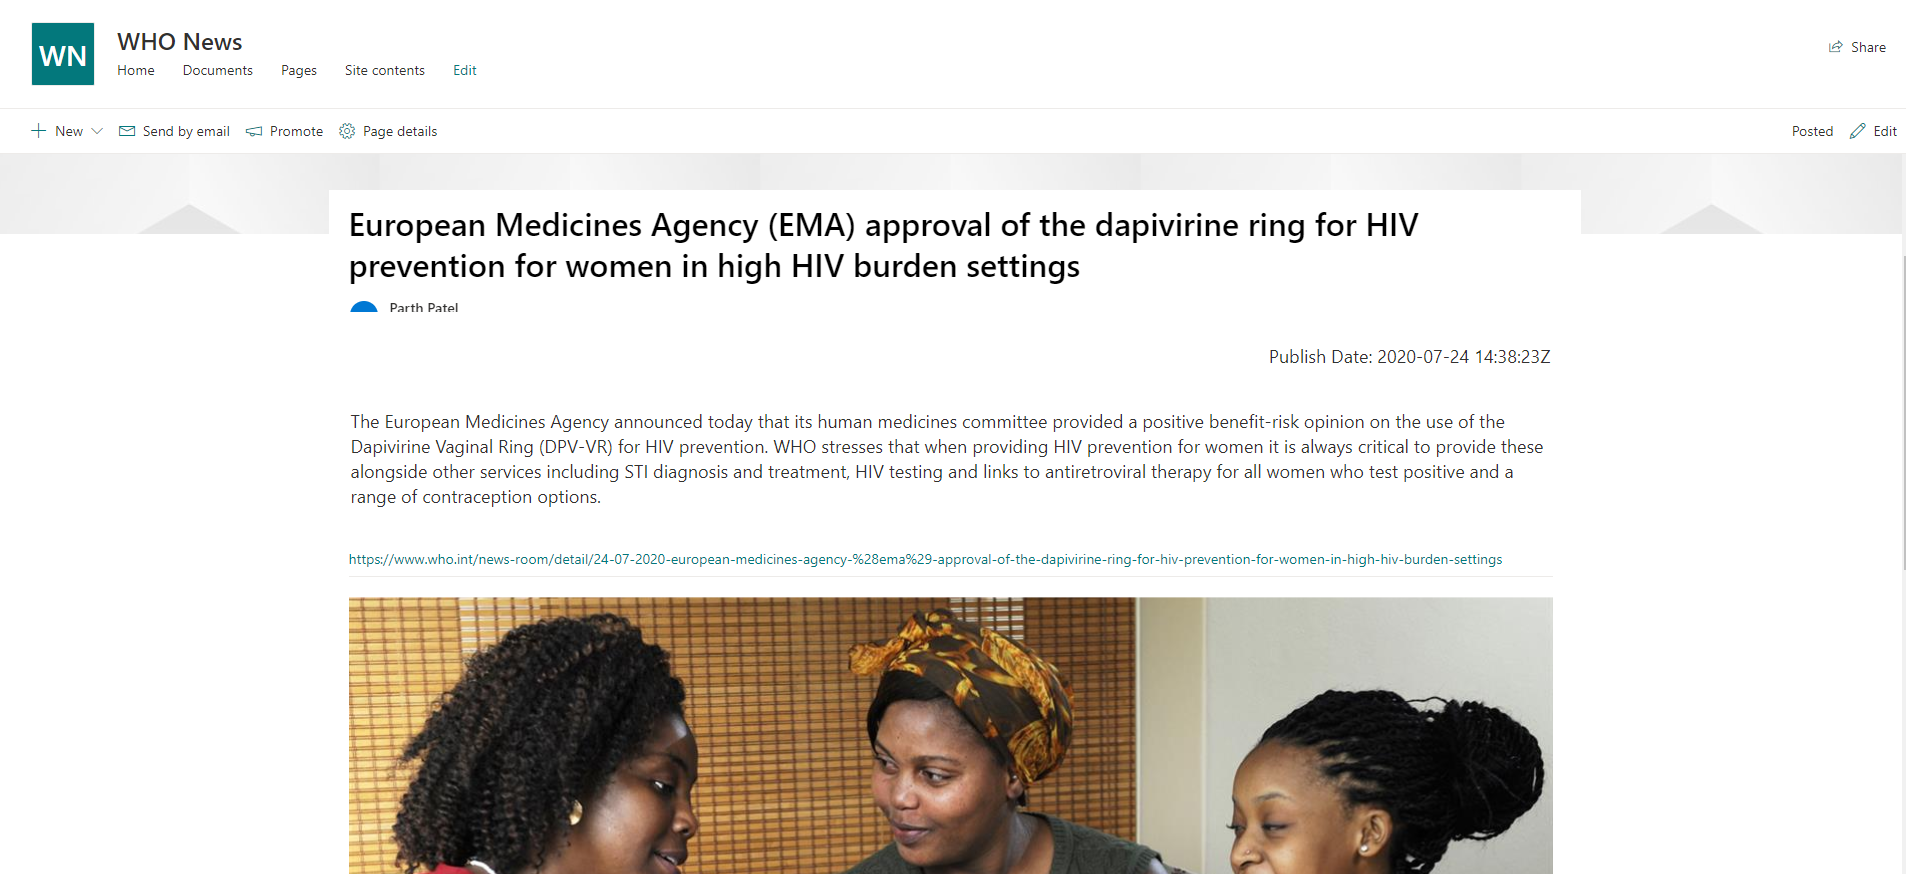 WN
WHO News
Home Documents Pages Site contents Edit
Share
New Send by email Promote Page details
Posted Edit
European Medicines Agency (EMA) approval of the dapivirine ring for HIV
prevention for women in high HIV burden settings
Parth Patel
Publish Date: 2020-07-24 14:38:23Z
The European Medicines Agency announced today that its human medicines committee provided a positive benefit-risk opinion on the use of the
Dapivirine Vaginal Ring (DPV-VR) for HIV prevention. WHO stresses that when providing HIV prevention for women it is always critical to provide these
alongside other services including STI diagnosis and treatment, HIV testing and links to antiretroviral therapy for all women who test positive and a
range of contraception options.
https://www.who.int/news-room/detail/24-07-2020-european-medicines-agency-%28ema%29-approval-of-the-dapivirine-ring-for-hiv-prevention-for-women-in-high-hiv-burden-settings